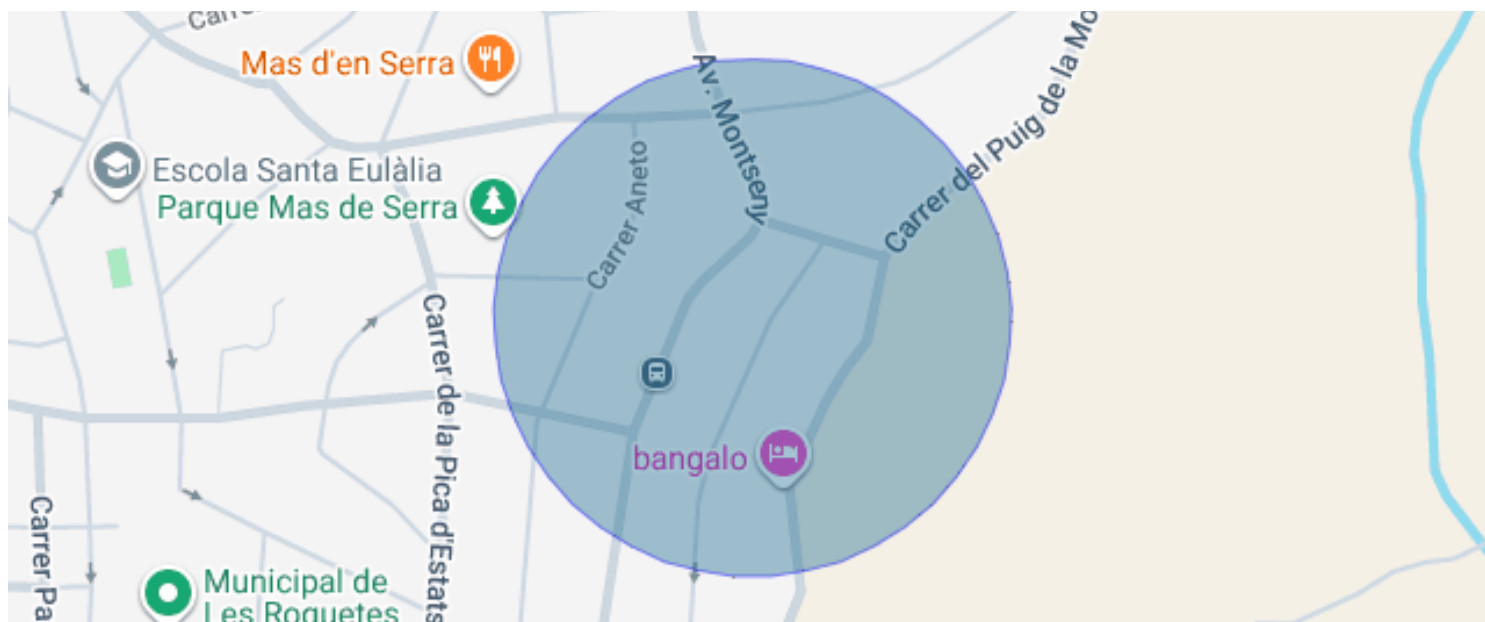 Carre
Mas d'en Serra
Av. Montseny
Carrer del Puig de la Mo
Escola Santa Eulàlia
Parque Mas de Serra
Carrer Aneto
Carrer de la Pica d'Estats
bangalo
Carrer Pa
Municipal de
Les Roquetes